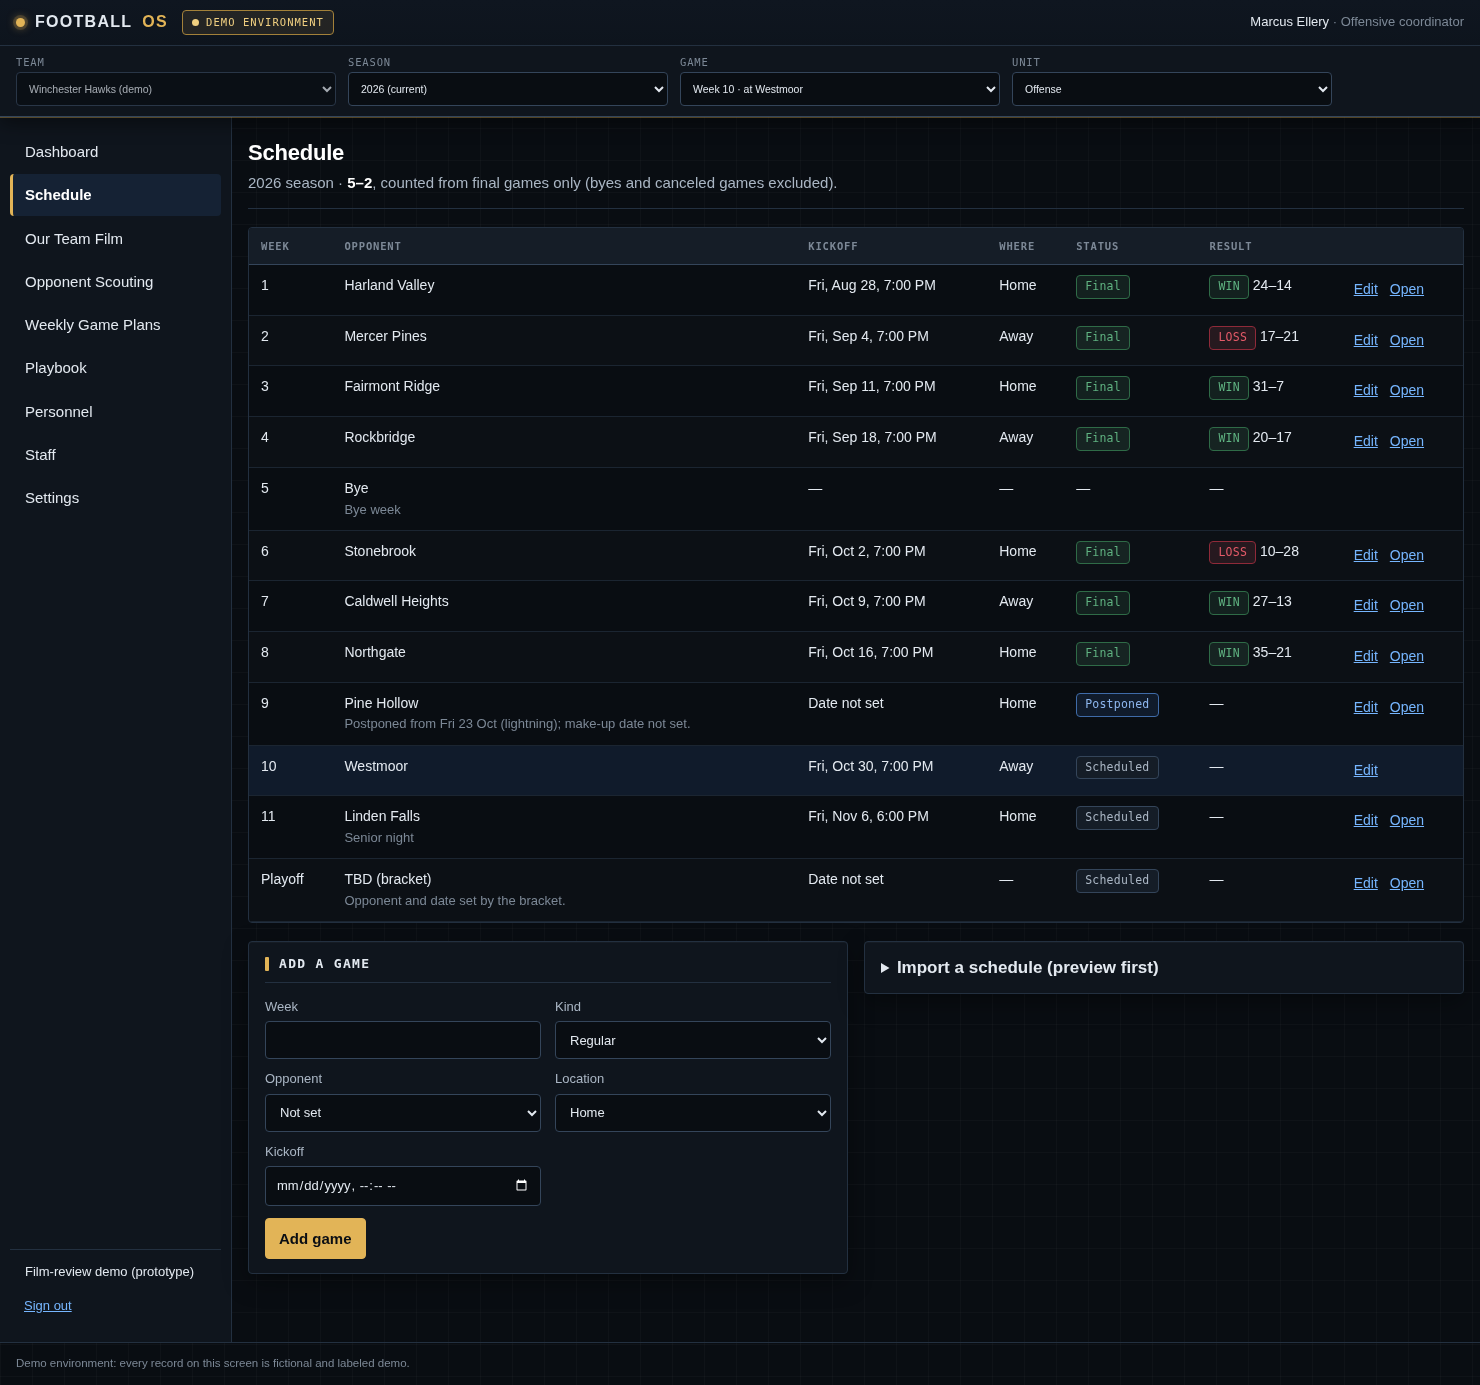 FOOTBALL OS
DEMO ENVIRONMENT
Marcus Ellery · Offensive coordinator
TEAM
SEASON
GAME
UNIT
Winchester Hawks (demo)
2026 (current)
Week 10 · at Westmoor
Offense
Dashboard
Schedule
Our Team Film
Opponent Scouting
Weekly Game Plans
Playbook
Personnel
Staff
Settings
Film-review demo (prototype)
Sign out
Schedule
2026 season · 5–2, counted from final games only (byes and canceled games excluded).
WEEK OPPONENT KICKOFF WHERE STATUS RESULT
1 Harland Valley Fri, Aug 28, 7:00 PM Home Final WIN 24–14 Edit Open
2 Mercer Pines Fri, Sep 4, 7:00 PM Away Final LOSS 17–21 Edit Open
3 Fairmont Ridge Fri, Sep 11, 7:00 PM Home Final WIN 31–7 Edit Open
4 Rockbridge Fri, Sep 18, 7:00 PM Away Final WIN 20–17 Edit Open
5 Bye — — — —
Bye week
6 Stonebrook Fri, Oct 2, 7:00 PM Home Final LOSS 10–28 Edit Open
7 Caldwell Heights Fri, Oct 9, 7:00 PM Away Final WIN 27–13 Edit Open
8 Northgate Fri, Oct 16, 7:00 PM Home Final WIN 35–21 Edit Open
9 Pine Hollow Date not set Home Postponed — Edit Open
Postponed from Fri 23 Oct (lightning); make-up date not set.
10 Westmoor Fri, Oct 30, 7:00 PM Away Scheduled — Edit
11 Linden Falls Fri, Nov 6, 6:00 PM Home Scheduled — Edit Open
Senior night
Playoff TBD (bracket) Date not set — Scheduled — Edit Open
Opponent and date set by the bracket.
ADD A GAME
Week
Kind
Regular
Opponent
Location
Not set
Home
Kickoff
mm/dd/yyyy, --:-- --
Add game
Import a schedule (preview first)
Demo environment: every record on this screen is fictional and labeled demo.